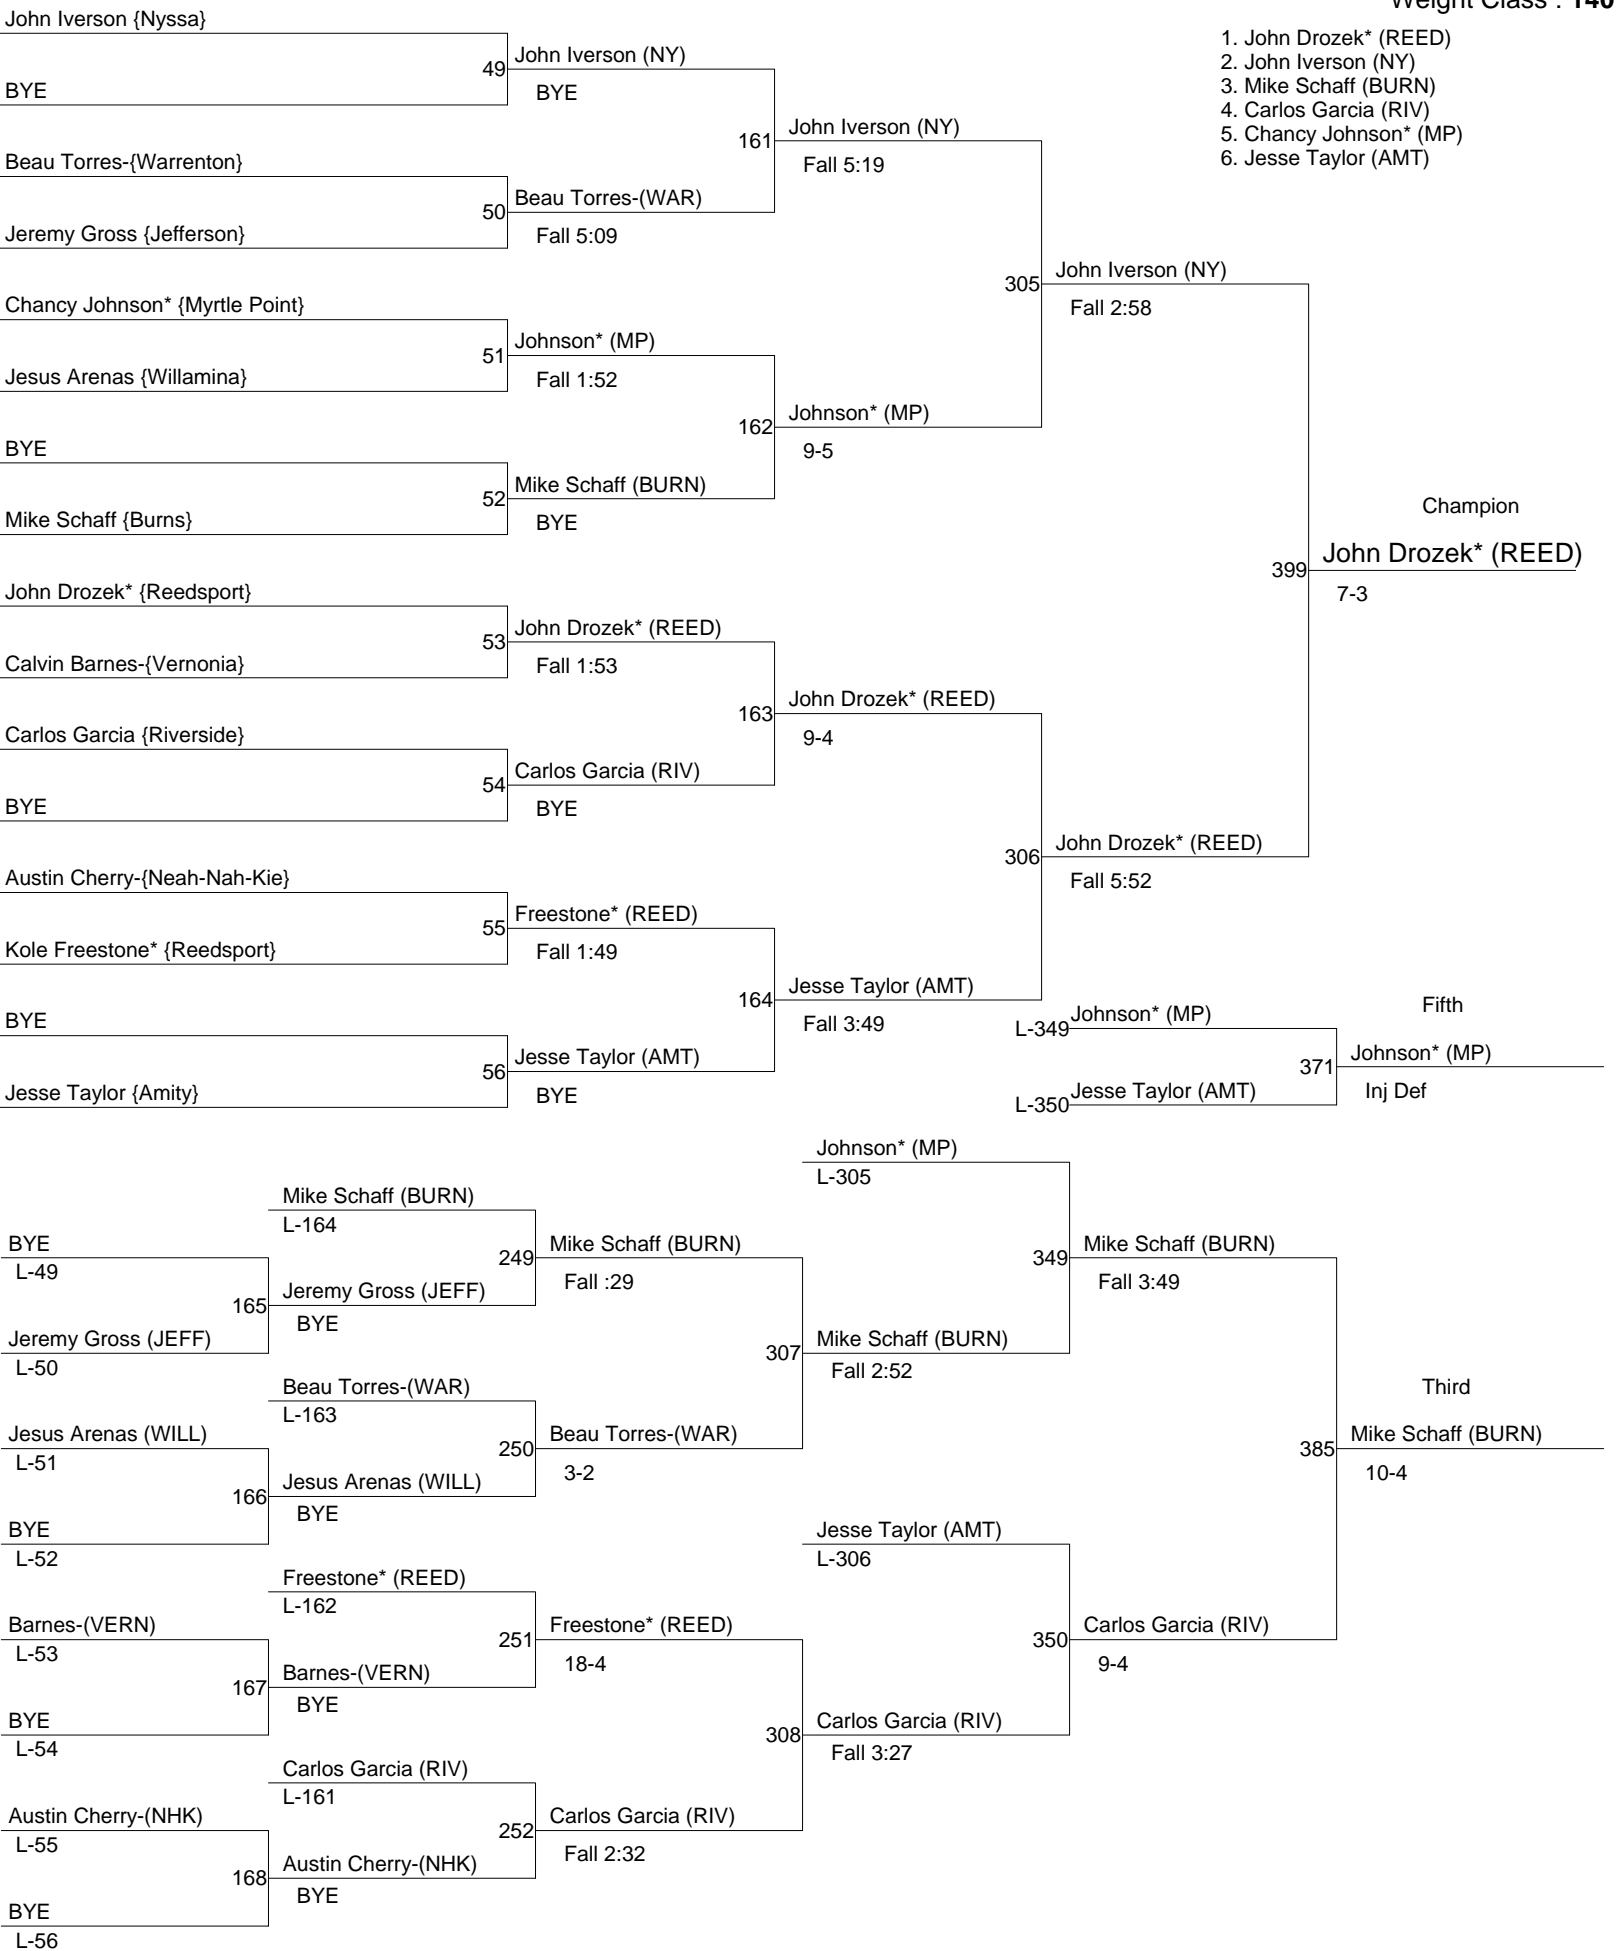 Weight Class : 140
1. John Drozek* (REED)
2. John Iverson (NY)
3. Mike Schaff (BURN)
4. Carlos Garcia (RIV)
5. Chancy Johnson* (MP)
6. Jesse Taylor (AMT)
John Iverson {Nyssa}
BYE
Beau Torres-{Warrenton}
Jeremy Gross {Jefferson}
Chancy Johnson* {Myrtle Point}
Jesus Arenas {Willamina}
BYE
Mike Schaff {Burns}
John Drozek* {Reedsport}
Calvin Barnes-{Vernonia}
Carlos Garcia {Riverside}
BYE
Austin Cherry-{Neah-Nah-Kie}
Kole Freestone* {Reedsport}
BYE
Jesse Taylor {Amity}
49 John Iverson (NY)
BYE
50 Beau Torres-(WAR)
Fall 5:09
51 Johnson* (MP)
Fall 1:52
52 Mike Schaff (BURN)
BYE
53 John Drozek* (REED)
Fall 1:53
54 Carlos Garcia (RIV)
BYE
55 Freestone* (REED)
Fall 1:49
56 Jesse Taylor (AMT)
BYE
161 John Iverson (NY)
Fall 5:19
162 Johnson* (MP)
9-5
163 John Drozek* (REED)
9-4
164 Jesse Taylor (AMT)
Fall 3:49
305 John Iverson (NY)
Fall 2:58
306 John Drozek* (REED)
Fall 5:52
Champion
399 John Drozek* (REED)
7-3
L-349 Johnson* (MP)
L-350 Jesse Taylor (AMT)
Fifth
371 Johnson* (MP)
Inj Def
BYE
L-49
Jeremy Gross (JEFF)
L-50
Jesus Arenas (WILL)
L-51
BYE
L-52
Barnes-(VERN)
L-53
BYE
L-54
Austin Cherry-(NHK)
L-55
BYE
L-56
Mike Schaff (BURN)
L-164
165 Jeremy Gross (JEFF)
BYE
Beau Torres-(WAR)
L-163
166 Jesus Arenas (WILL)
BYE
Freestone* (REED)
L-162
167 Barnes-(VERN)
BYE
Carlos Garcia (RIV)
L-161
168 Austin Cherry-(NHK)
BYE
249 Mike Schaff (BURN)
Fall :29
250 Beau Torres-(WAR)
3-2
251 Freestone* (REED)
18-4
252 Carlos Garcia (RIV)
Fall 2:32
Johnson* (MP)
L-305
307 Mike Schaff (BURN)
Fall 2:52
Jesse Taylor (AMT)
L-306
308 Carlos Garcia (RIV)
Fall 3:27
349 Mike Schaff (BURN)
Fall 3:49
350 Carlos Garcia (RIV)
9-4
Third
385 Mike Schaff (BURN)
10-4